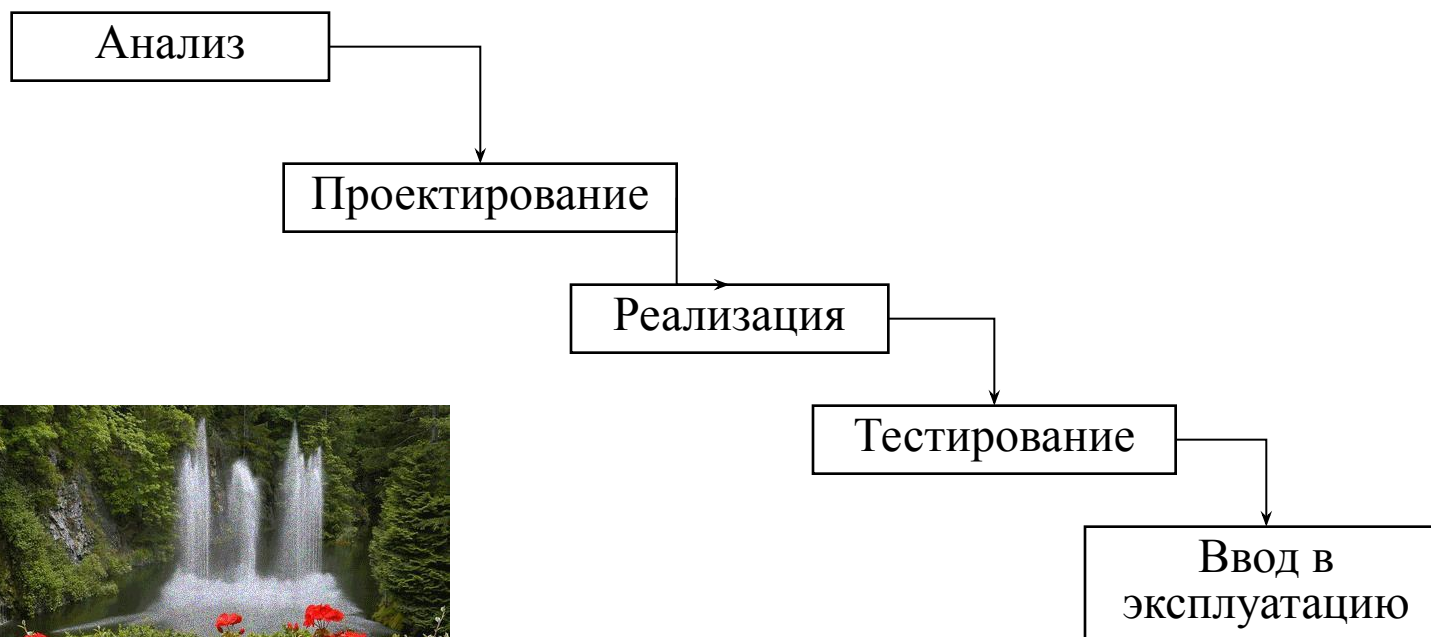 Анализ
Проектирование
Реализация
Тестирование
Ввод в
эксплуатацию